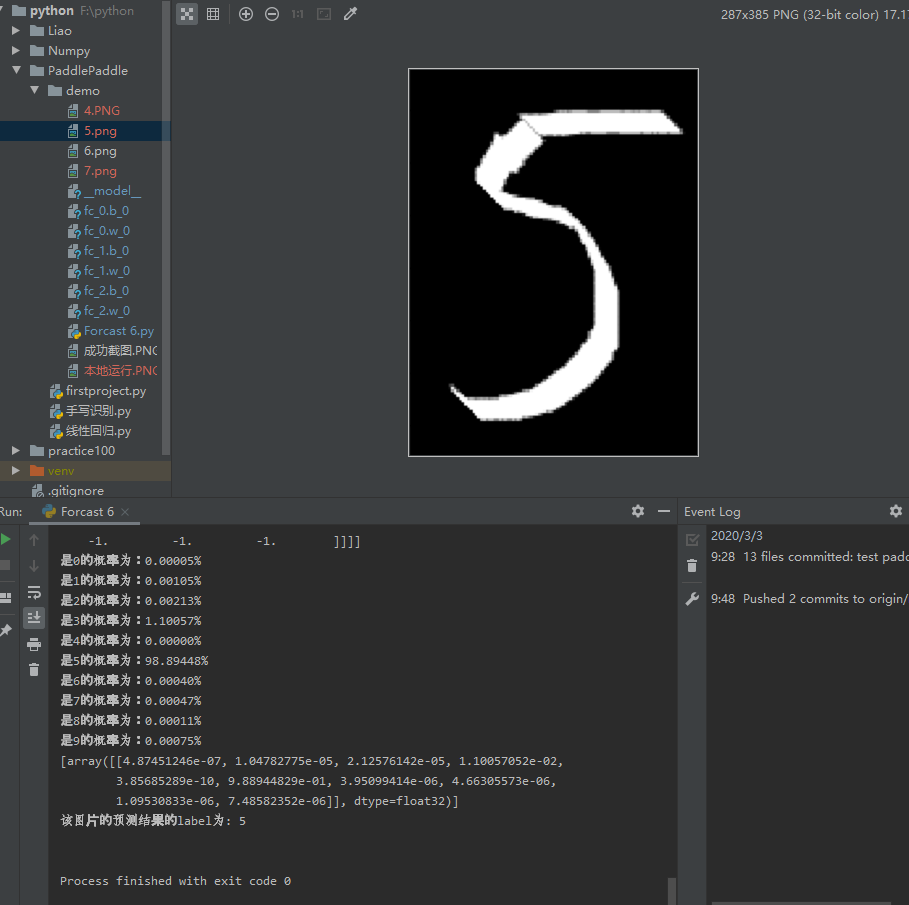 python F:\python
Liao
Numpy
PaddlePaddle
demo
4.PNG
5.png
6.png
7.png
__model__
fc_0.b_0
fc_0.w_0
fc_1.b_0
fc_1.w_0
fc_2.b_0
fc_2.w_0
Forcast 6.py
成功截图.PNG
本地运行.PNG
firstproject.py
手写识别.py
线性回归.py
practice100
venv
.gitignore
1:1
287x385 PNG (32-bit color) 17.1
5
Run: Forcast 6
-1. -1. -1. ]]]]
是0的概率为：0.00005%
是1的概率为：0.00105%
是2的概率为：0.00213%
是3的概率为：1.10057%
是4的概率为：0.00000%
是5的概率为：98.89448%
是6的概率为：0.00040%
是7的概率为：0.00047%
是8的概率为：0.00011%
是9的概率为：0.00075%
[array([[4.87451246e-07, 1.04782775e-05, 2.12576142e-05, 1.10057052e-02,
3.85685289e-10, 9.88944829e-01, 3.95099414e-06, 4.66305573e-06,
1.09530833e-06, 7.48582352e-06]], dtype=float32)]
该图片的预测结果的label为: 5
Process finished with exit code 0
Event Log
2020/3/3
9:28 13 files committed: test padd
9:48 Pushed 2 commits to origin/